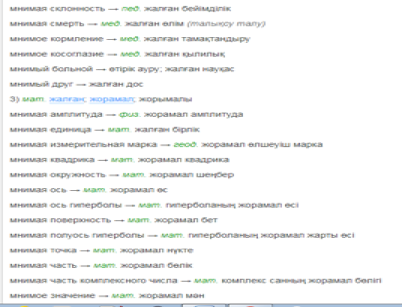 мнимая склонность → пед. жалған бейімділік
мнимая смерть → мед. жалған өлім (талықсу талу)
мнимое кормление → мед. жалған тамақтандыру
мнимое косоглазие → мед. жалған қылилық
мнимый больной → өтірік ауру; жалған науқас
мнимый друг → жалған дос
3) мат. жалған; жорамал; жорымалы
мнимая амплитуда → физ. жорамал амплитуда
мнимая единица → мат. жалған бірлік
мнимая измерительная марка → геод. жорамал өлшеуіш марка
мнимая квадрика → мат. жорамал квадрика
мнимая окружность → мат. жорамал шеңбер
мнимая ось → мат. жорамал өс
мнимая ось гиперболы → мат. гиперболаның жорамал өсі
мнимая поверхность → мат. жорамал бет
мнимая полуось гиперболы → мат. гиперболаның жорамал жарты өсі
мнимая точка → мат. жорамал нүкте
мнимая часть → мат. жорамал бөлік
мнимая часть комплексного числа → мат. комплекс санның жорамал бөлігі
мнимое значение → мат. жорамал мән